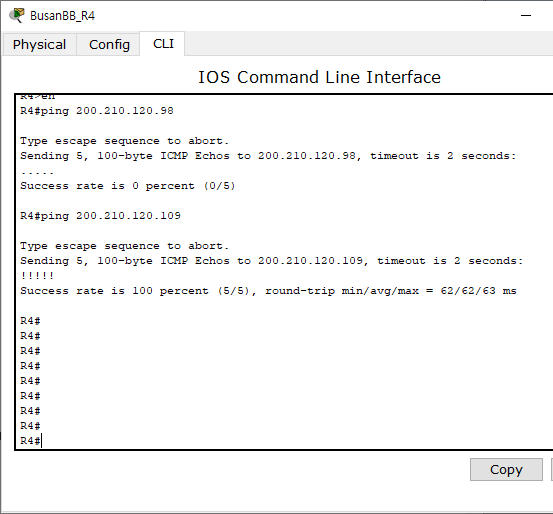 BusanBB_R4
Physical Config CLI
IOS Command Line Interface
R4>en
R4#ping 200.210.120.98
Type escape sequence to abort.
Sending 5, 100-byte ICMP Echos to 200.210.120.98, timeout is 2 seconds:
.....
Success rate is 0 percent (0/5)
R4#ping 200.210.120.109
Type escape sequence to abort.
Sending 5, 100-byte ICMP Echos to 200.210.120.109, timeout is 2 seconds:
!!!!!
Success rate is 100 percent (5/5), round-trip min/avg/max = 62/62/63 ms
R4#
R4#
R4#
R4#
R4#
R4#
R4#
R4#
R4#
Copy